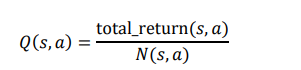 Q(s, a) = total_return(s, a) / N(s, a)